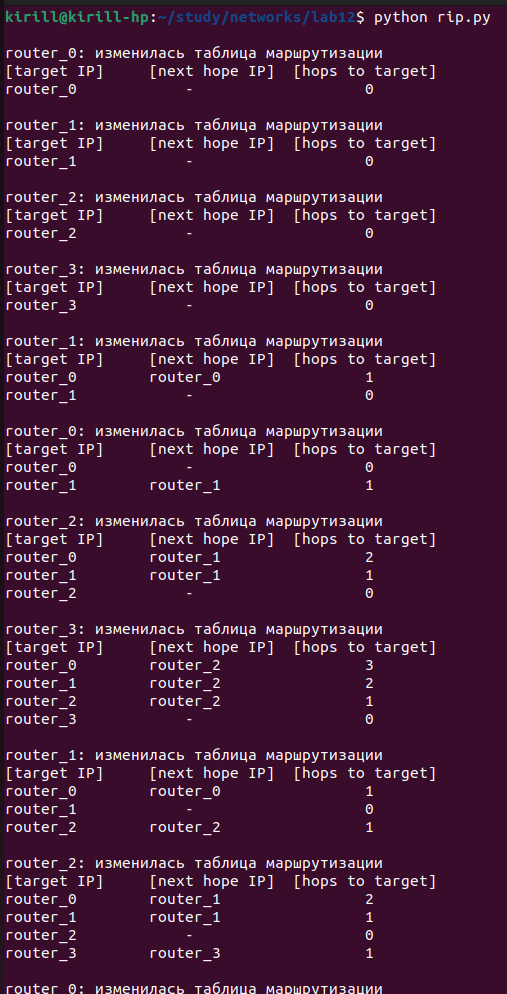 kirill@kirill-hp:~/study/networks/lab12$ python rip.py
router_0: изменилась таблица маршрутизации
[target IP]     [next hope IP]  [hops to target]
router_0            -                   0
router_1: изменилась таблица маршрутизации
[target IP]     [next hope IP]  [hops to target]
router_1            -                   0
router_2: изменилась таблица маршрутизации
[target IP]     [next hope IP]  [hops to target]
router_2            -                   0
router_3: изменилась таблица маршрутизации
[target IP]     [next hope IP]  [hops to target]
router_3            -                   0
router_1: изменилась таблица маршрутизации
[target IP]     [next hope IP]  [hops to target]
router_0        router_0                1
router_1            -                   0
router_0: изменилась таблица маршрутизации
[target IP]     [next hope IP]  [hops to target]
router_0            -                   0
router_1        router_1                1
router_2: изменилась таблица маршрутизации
[target IP]     [next hope IP]  [hops to target]
router_0        router_1                2
router_1        router_1                1
router_2            -                   0
router_3: изменилась таблица маршрутизации
[target IP]     [next hope IP]  [hops to target]
router_0        router_2                3
router_1        router_2                2
router_2        router_2                1
router_3            -                   0
router_1: изменилась таблица маршрутизации
[target IP]     [next hope IP]  [hops to target]
router_0        router_0                1
router_1            -                   0
router_2        router_2                1
router_2: изменилась таблица маршрутизации
[target IP]     [next hope IP]  [hops to target]
router_0        router_1                2
router_1        router_1                1
router_2            -                   0
router_3        router_3                1
router_0: изменилась таблица маршрутизации